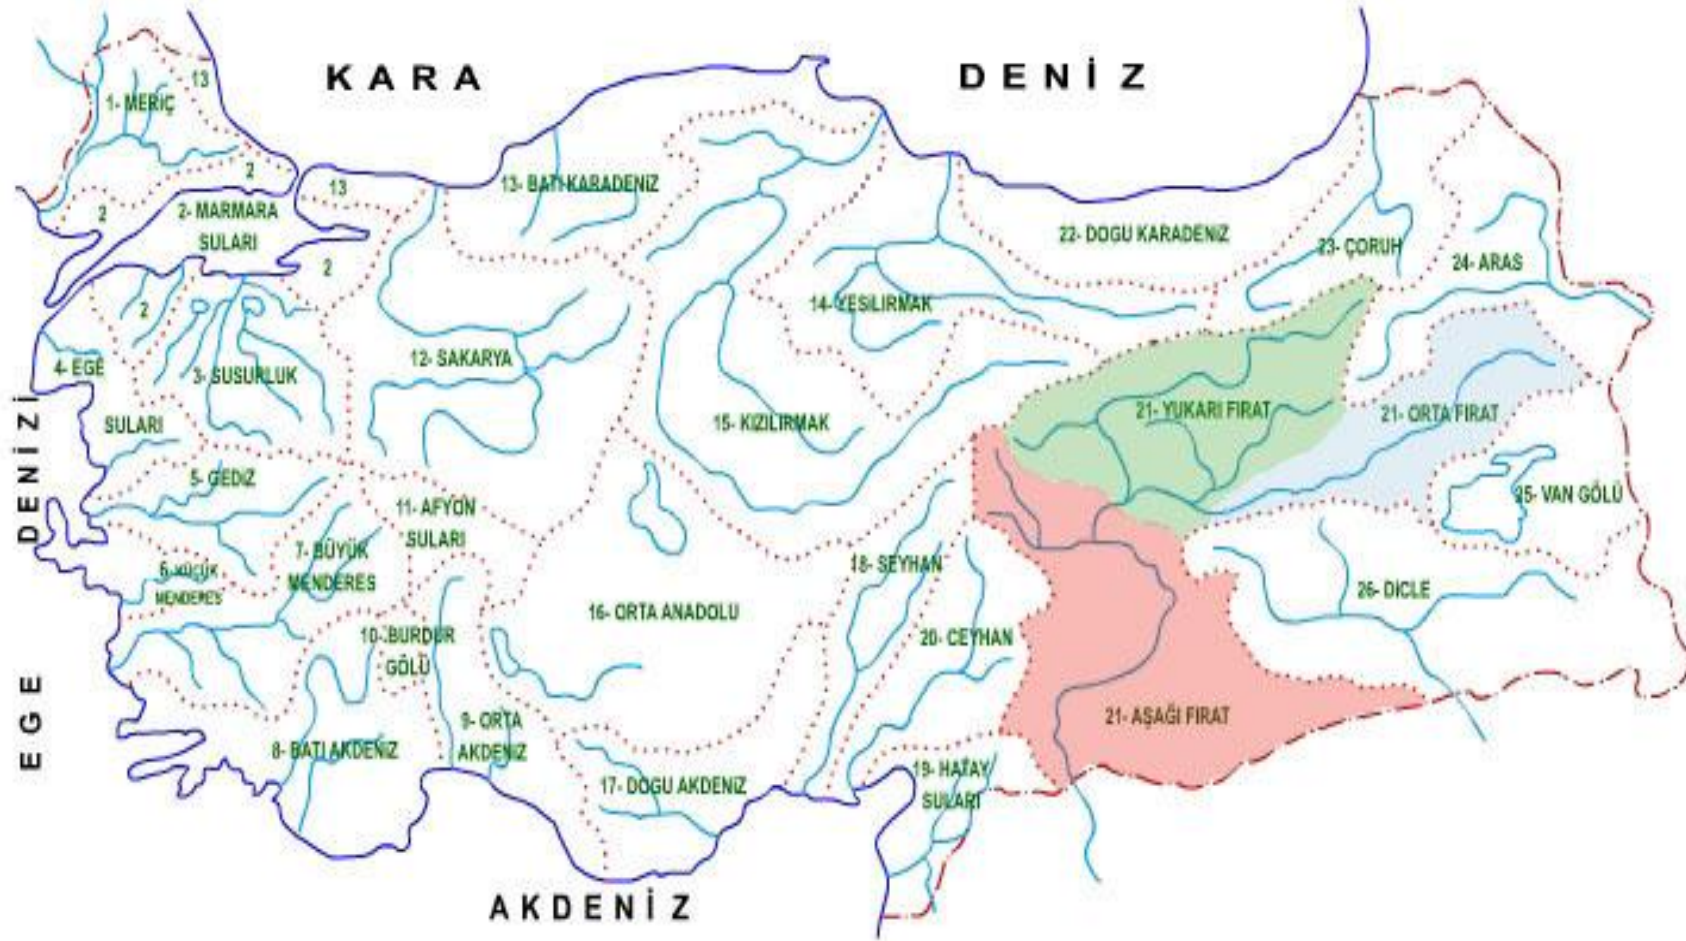 KARA
DENİZ
13
1- MERİÇ
2
13
13- BATI KARADENİZ
2
2- MARMARA
SULARI
2
22- DOGU KARADENİZ
23- ÇORUH
24- ARAS
2
14- YESILIRMAK
4- EGE
SULARI
3- SUSURLUK
12- SAKARYA
15- KIZILIRMAK
21- YUKARI FIRAT
21- ORTA FIRAT
DENİZİ
5- GEDİZ
11- AFYON
SULARI
25- VAN GÖLÜ
7- BÜYÜK
MENDERES
6- KÜÇÜK
MENDERES
18- SEYHAN
26- DİCLE
16- ORTA ANADOLU
10- BURDUR
GÖLÜ
20- CEYHAN
EGE
9- ORTA
AKDENİZ
8- BATI AKDENİZ
21- AŞAĞI FIRAT
17- DOGU AKDENİZ
19- HATAY
SULARI
AKDENİZ